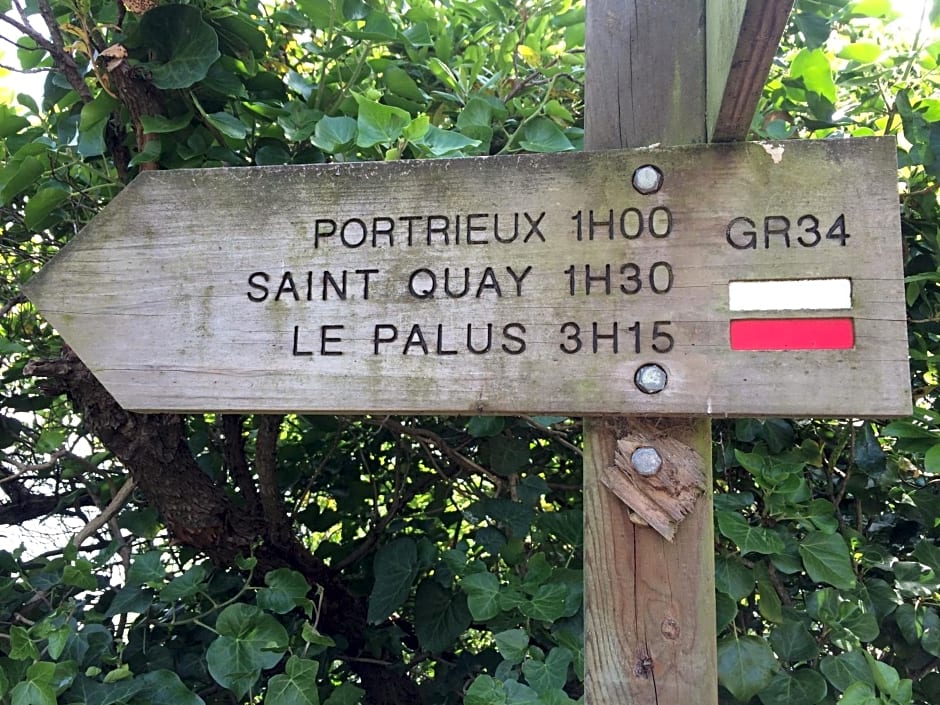 PORTRIEUX 1H00
GR34
SAINT QUAY 1H30
LE PALUS 3H15